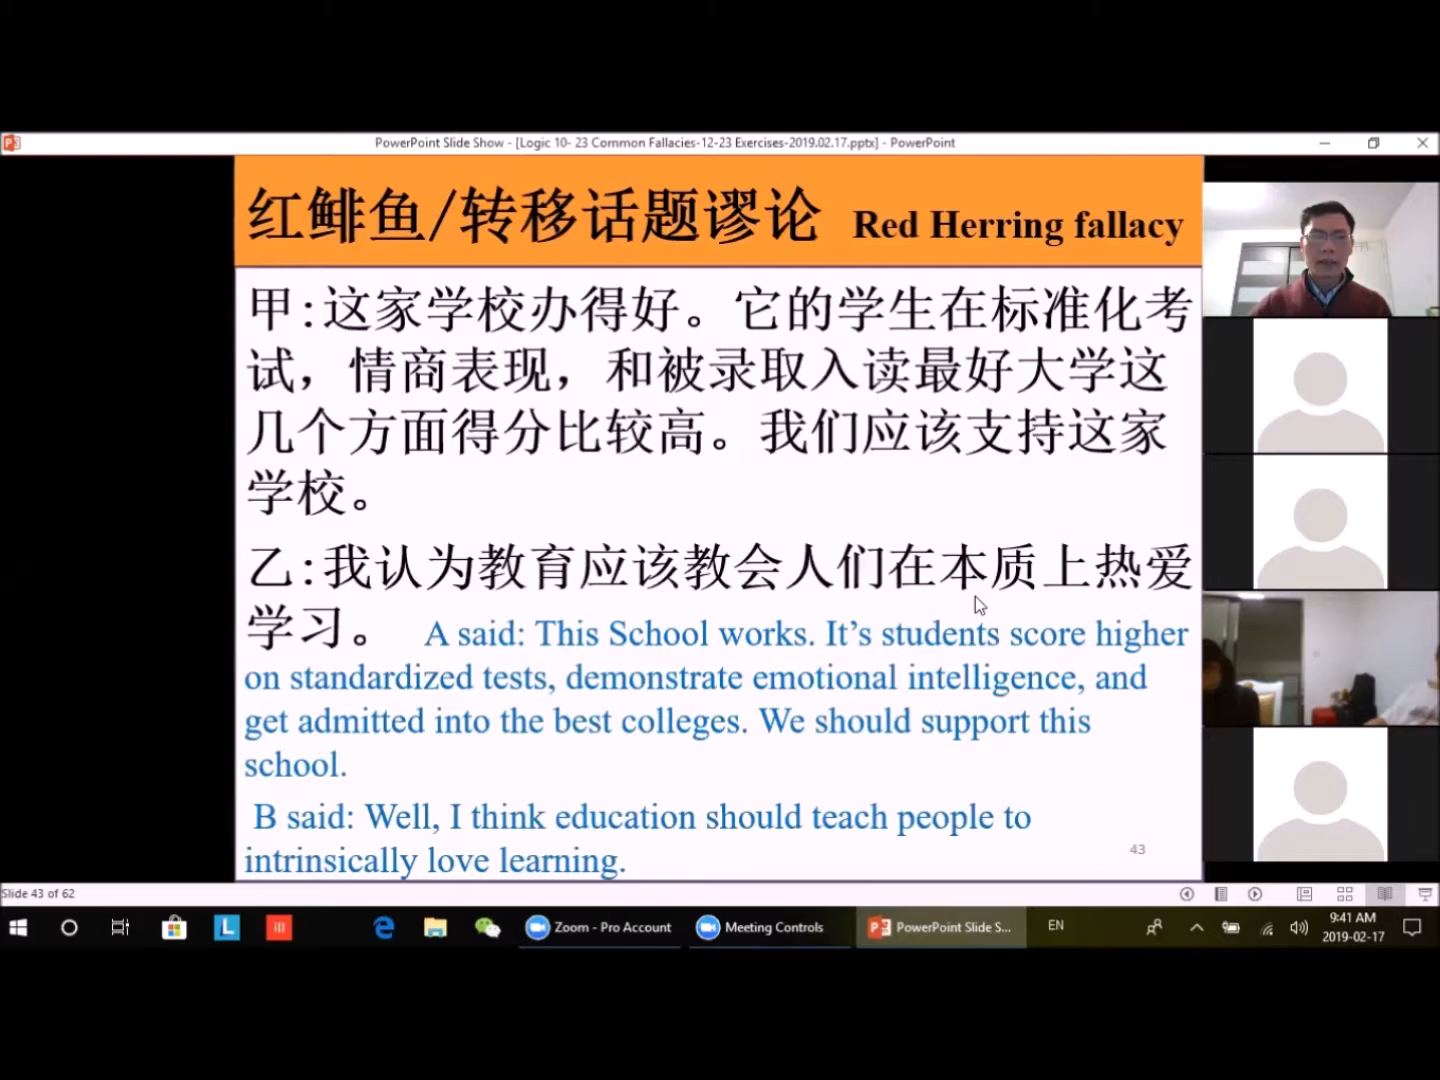 PowerPoint Slide Show - [Logic 10- 23 Common Fallacies-12-23 Exercises-2019.02.17.pptx] - PowerPoint
红鲱鱼/转移话题谬论 Red Herring fallacy
甲:这家学校办得好。它的学生在标准化考
试，情商表现，和被录取入读最好大学这
几个方面得分比较高。我们应该支持这家
学校。
乙:我认为教育应该教会人们在本质上热爱
学习。 A said: This School works. It’s students score higher
on standardized tests, demonstrate emotional intelligence, and
get admitted into the best colleges. We should support this
school.
B said: Well, I think education should teach people to
intrinsically love learning.
43
Slide 43 of 62
Zoom - Pro Account
Meeting Controls
PowerPoint Slide S...
EN
9:41 AM
2019-02-17